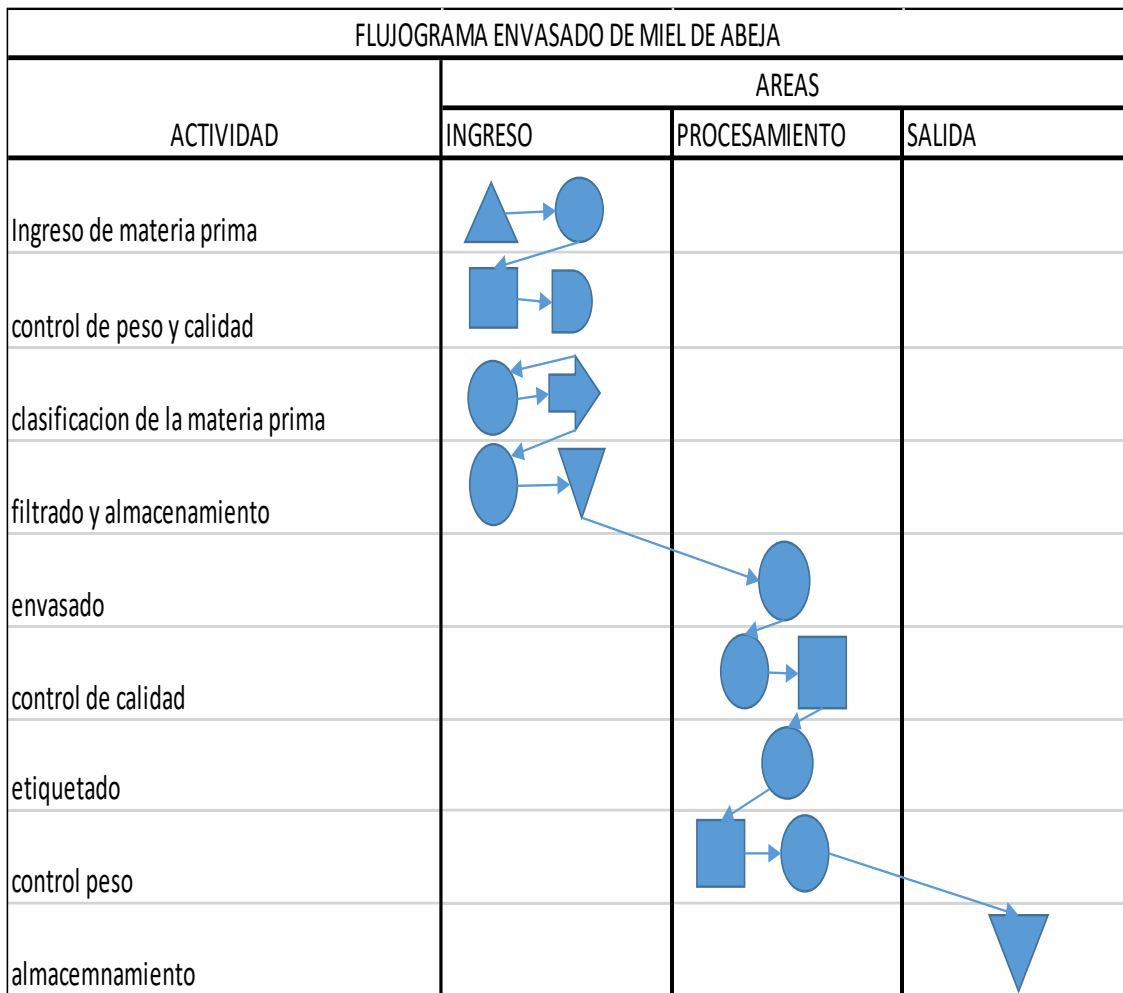 FLUJOGRAMA ENVASADO DE MIEL DE ABEJA
AREAS
ACTIVIDAD
INGRESO
PROCESAMIENTO
SALIDA
Ingreso de materia prima
control de peso y calidad
clasificacion de la materia prima
filtrado y almacenamiento
envasado
control de calidad
etiquetado
control peso
almacemnamiento